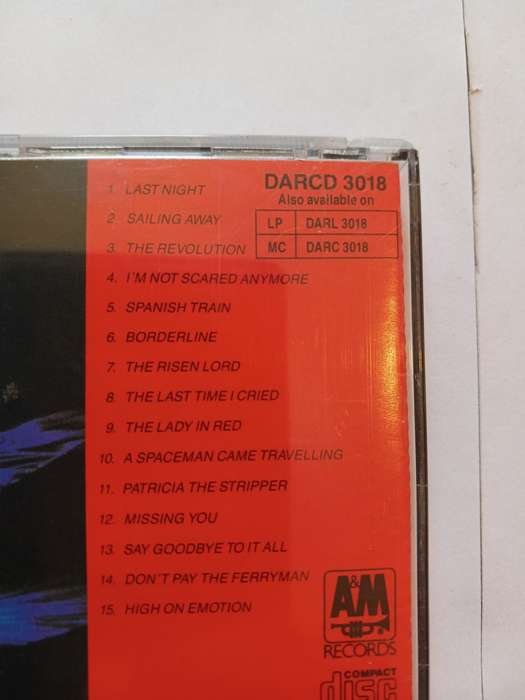 DARCD 3018
Also available on
LP DARL 3018
MC DARC 3018
1. LAST NIGHT
2. SAILING AWAY
3. THE REVOLUTION
4. I'M NOT SCARED ANYMORE
5. SPANISH TRAIN
6. BORDERLINE
7. THE RISEN LORD
8. THE LAST TIME I CRIED
9. THE LADY IN RED
10. A SPACEMAN CAME TRAVELLING
11. PATRICIA THE STRIPPER
12. MISSING YOU
13. SAY GOODBYE TO IT ALL
14. DON'T PAY THE FERRYMAN
15. HIGH ON EMOTION
A&M
RECORDS
COMPACT
disc